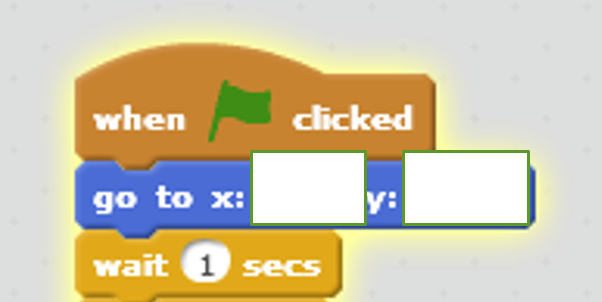 when clicked
go to x: y:
wait 1 secs